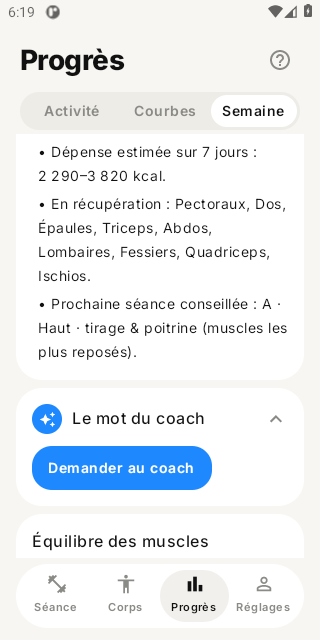 6:19
Progrès
Activité Courbes Semaine
• Dépense estimée sur 7 jours :
2 290–3 820 kcal.
• En récupération : Pectoraux, Dos,
Épaules, Triceps, Abdos,
Lombaires, Fessiers, Quadriceps,
Ischios.
• Prochaine séance conseillée : A ·
Haut · tirage & poitrine (muscles les
plus reposés).
Le mot du coach
Demander au coach
Équilibre des muscles
Séance Corps Progrès Réglages